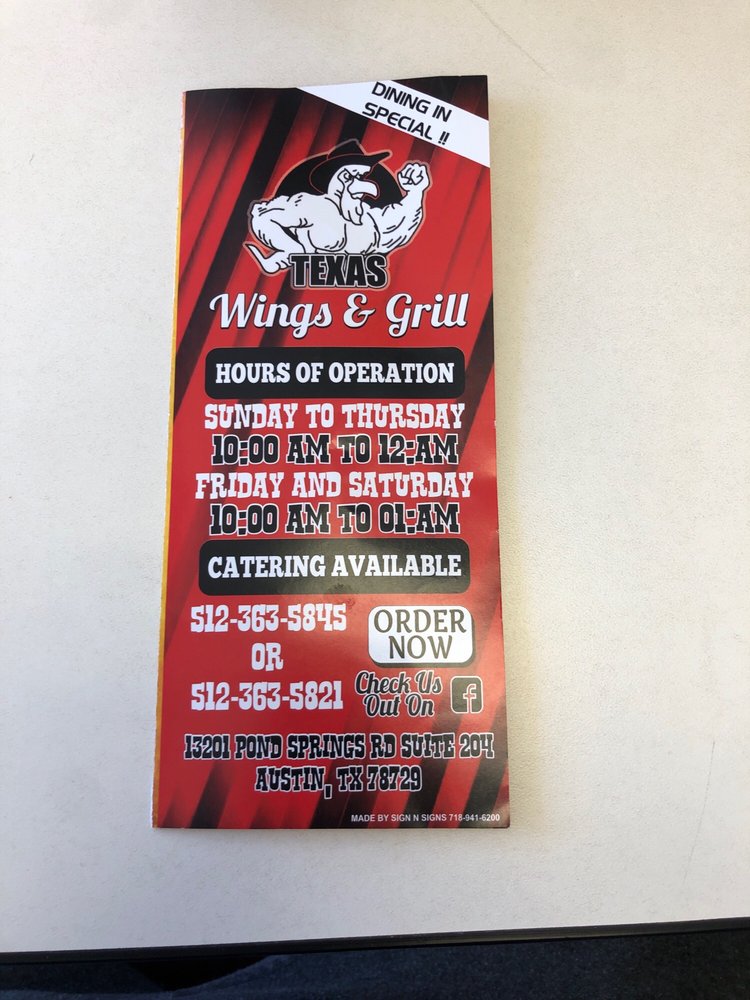 DINING IN
SPECIAL !!
TEXAS
Wings & Grill
HOURS OF OPERATION
SUNDAY TO THURSDAY
10:00 AM TO 12:AM
FRIDAY AND SATURDAY
10:00 AM TO 01:AM
CATERING AVAILABLE
512-363-5845
OR
512-363-5821
ORDER
NOW
Check Us
Out On
f
13201 POND SPRINGS RD SUITE 204
AUSTIN, TX 78729
MADE BY SIGN N SIGNS 718-941-6200